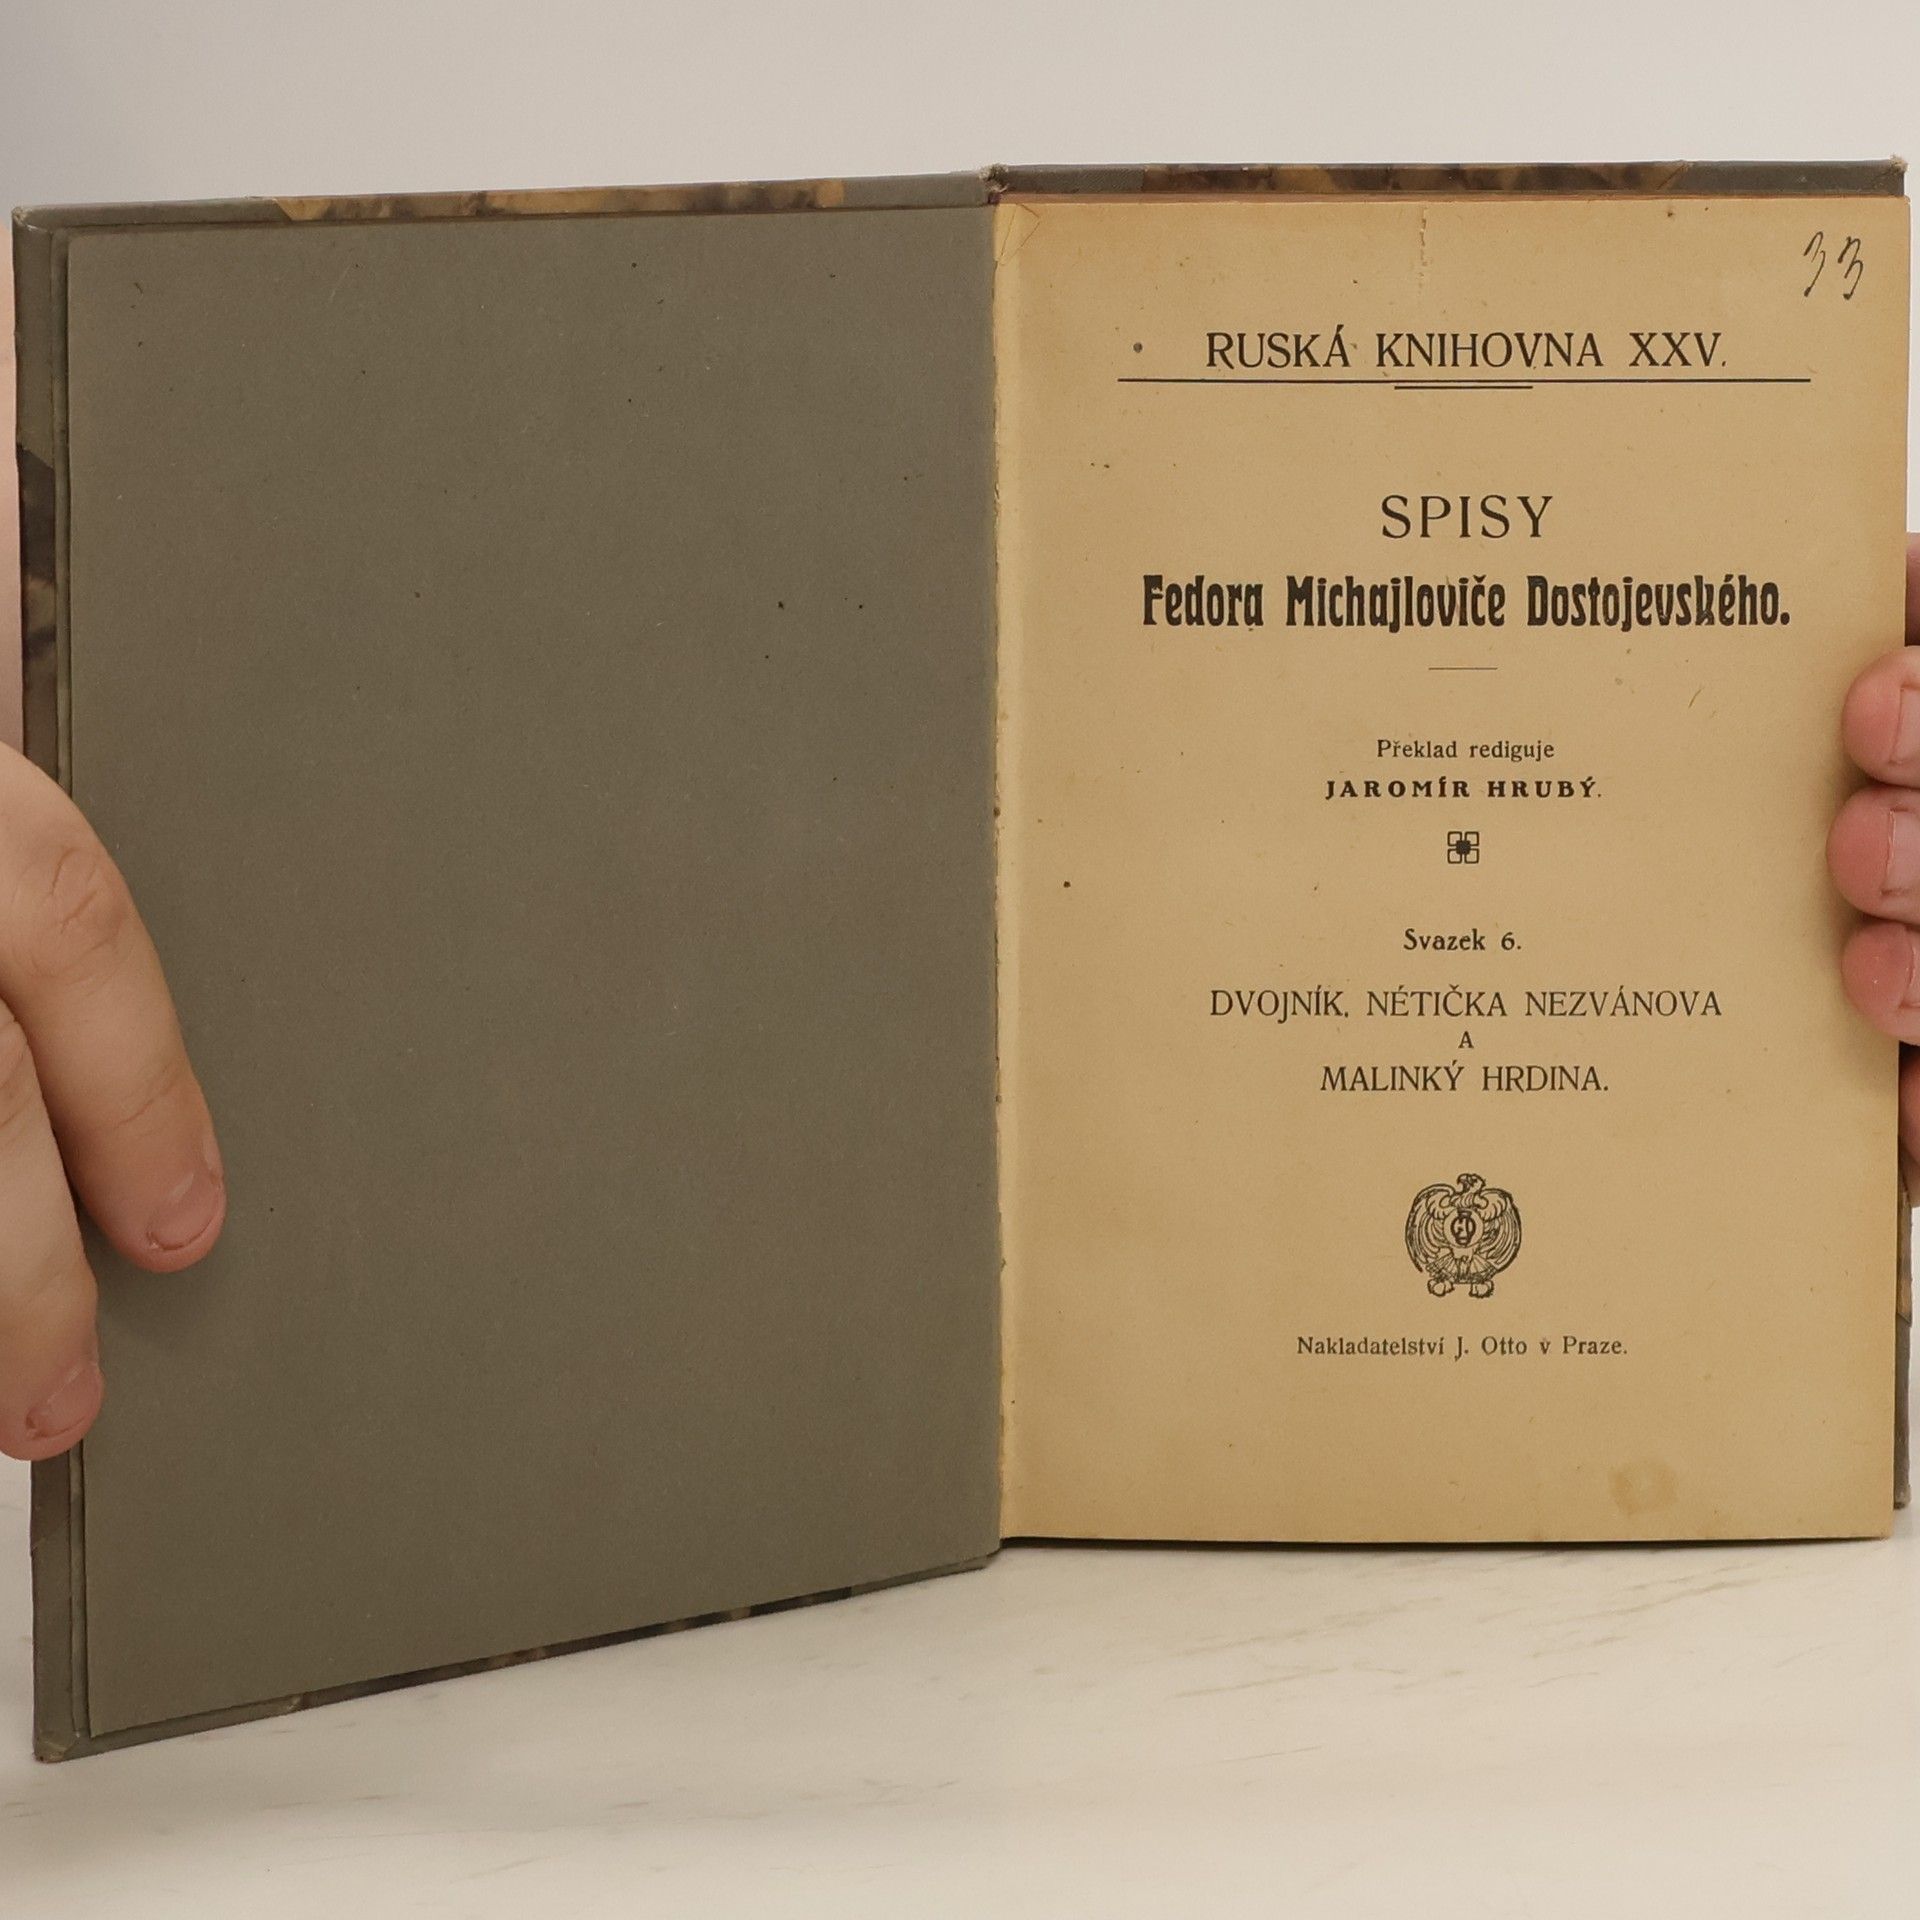 33
RUSKÁ KNIHOVNA XXV.
SPISY
Fedora Michajloviče Dostojevského.
Překlad rediguje
JAROMÍR HRUBÝ.
Svazek 6.
DVOJNÍK, NÉTIČKA NEZVÁNOVA
A
MALINKÝ HRDINA.
Nakladatelství J. Otto v Praze.